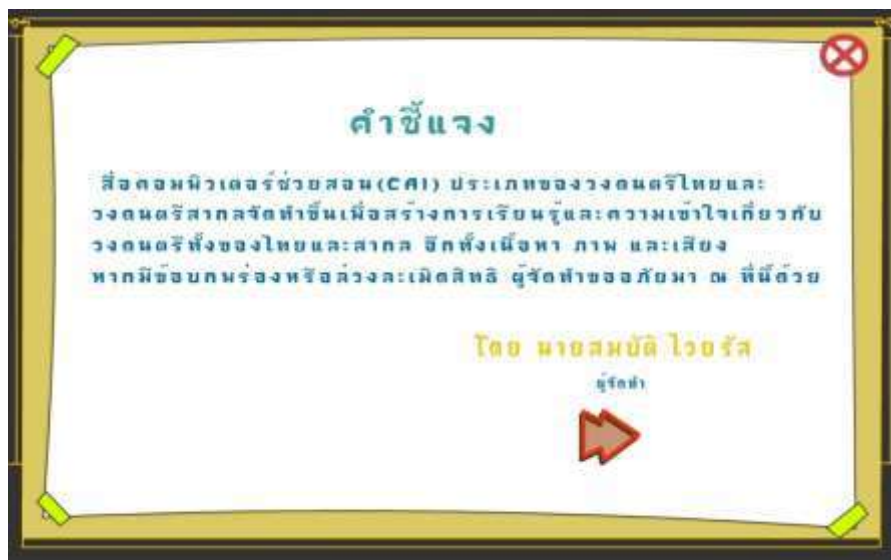 คำชี้แจง
สื่อคอมพิวเตอร์ช่วยสอน(CAI) ประเภทของวงดนตรีไทยและ
วงดนตรีสากลจัดทำขึ้นเพื่อสร้างการเรียนรู้และความเข้าใจเกี่ยวกับ
วงดนตรีทั้งของไทยและสากล อีกทั้งเนื้อหา ภาพ และเสียง
หากมีข้อบกพร่องหรือล่วงละเมิดสิทธิ ผู้จัดทำขออภัยมา ณ ที่นี้ด้วย
โดย นายสมบัติ ไวยรัส
ผู้จัดทำ